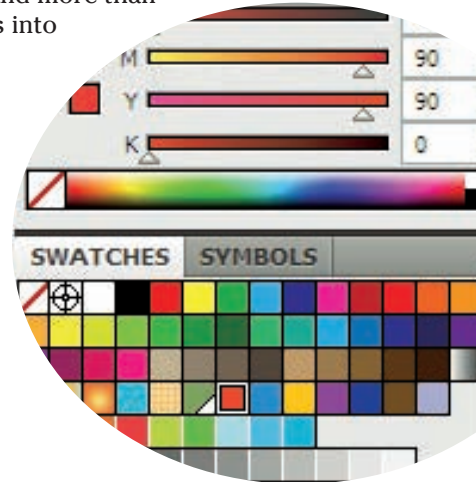 nd more than
s into
M 90
Y 90
K 0
SWATCHES SYMBOLS